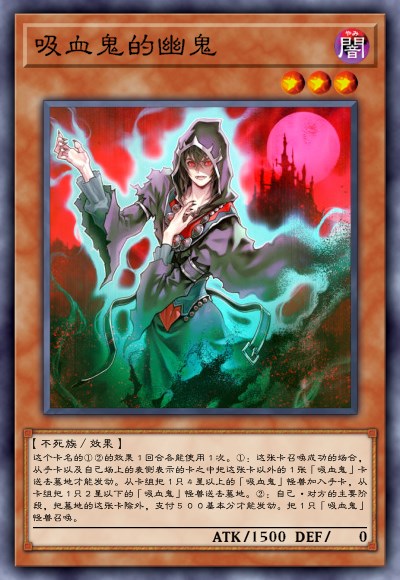 吸血鬼的幽鬼
やみ
闇
【不死族／效果】
这个卡名的①②的效果1回合各能使用1次。①：这张卡召唤成功的场合，
从手卡以及自己场上的表侧表示的卡之中把这张卡以外的1张「吸血鬼」卡
送去墓地才能发动。从卡组把1只4星以上的「吸血鬼」怪兽加入手卡，从
卡组把1只2星以下的「吸血鬼」怪兽送去墓地。②：自己·对方的主要阶
段，把墓地的这张卡除外，支付500基本分才能发动。把1只「吸血鬼」
怪兽召唤。
ATK/1500 DEF/ 0